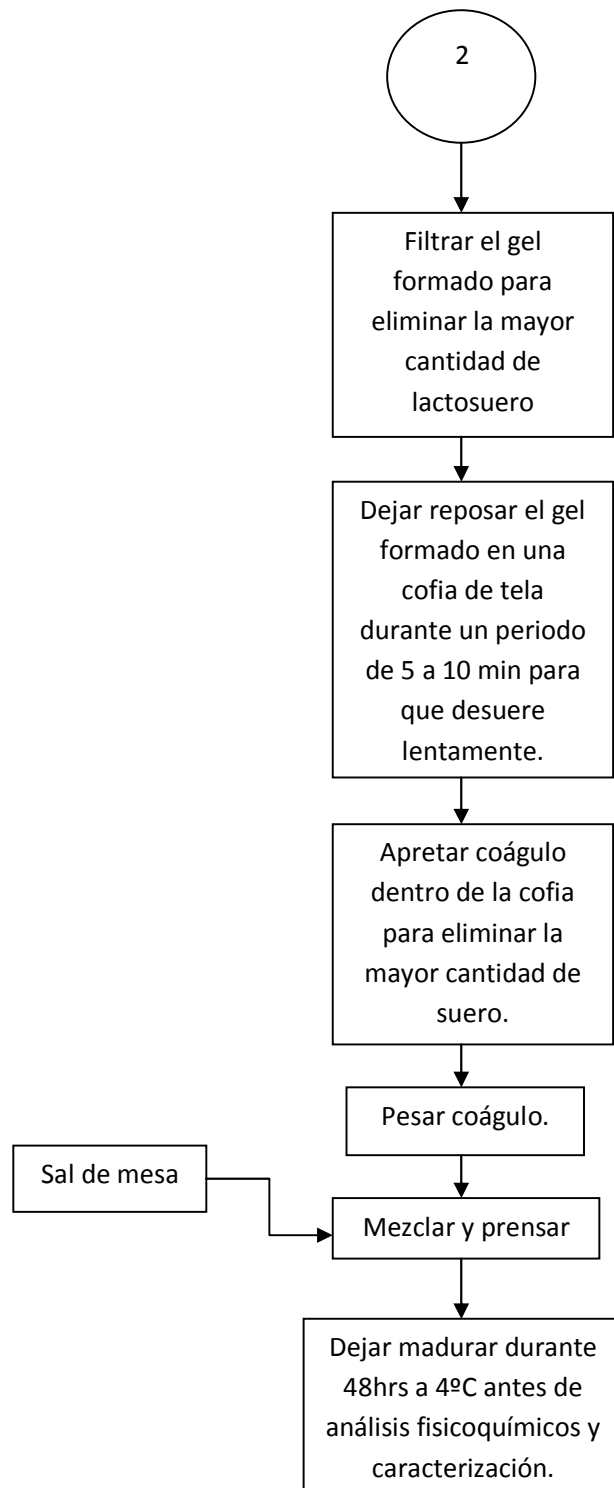 2
Filtrar el gel
formado para
eliminar la mayor
cantidad de
lactosuero
Dejar reposar el gel
formado en una
cofia de tela
durante un periodo
de 5 a 10 min para
que desuere
lentamente.
Apretar coágulo
dentro de la cofia
para eliminar la
mayor cantidad de
suero.
Pesar coágulo.
Sal de mesa
Mezclar y prensar
Dejar madurar durante
48hrs a 4ºC antes de
análisis fisicoquímicos y
caracterización.